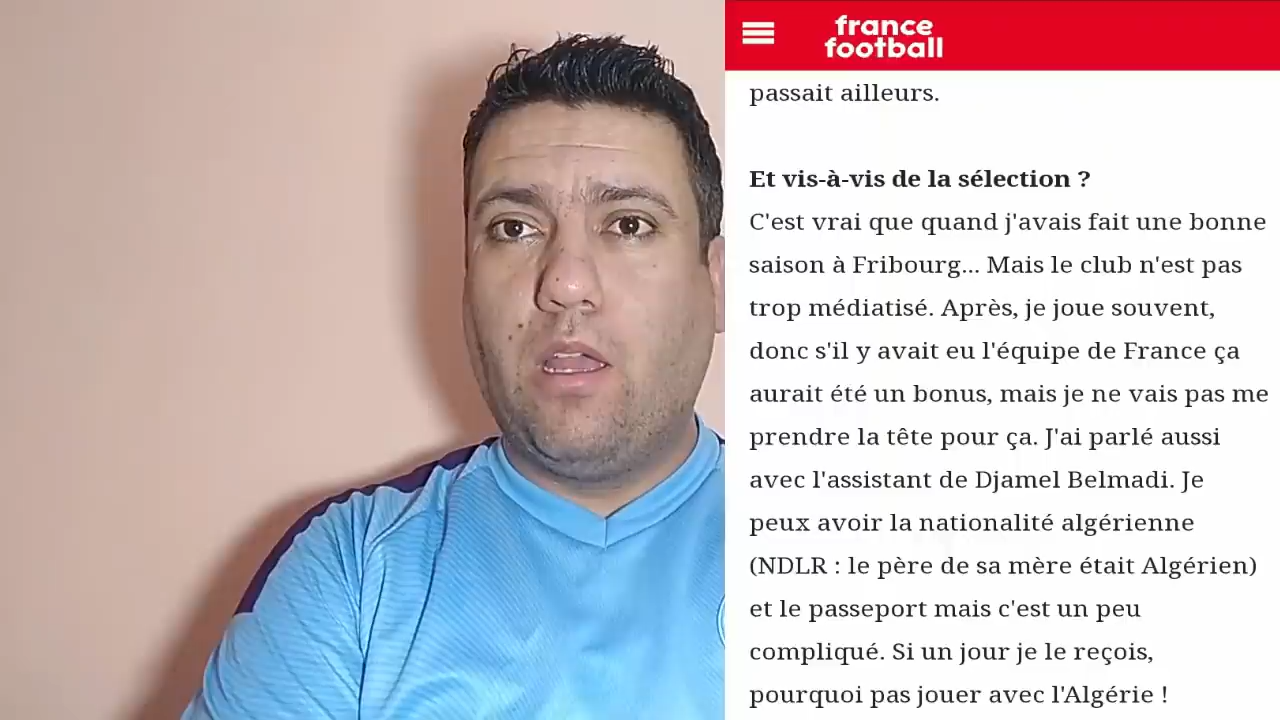 france
football
passait ailleurs.
Et vis-à-vis de la sélection ?
C'est vrai que quand j'avais fait une bonne
saison à Fribourg... Mais le club n'est pas
trop médiatisé. Après, je joue souvent,
donc s'il y avait eu l'équipe de France ça
aurait été un bonus, mais je ne vais pas me
prendre la tête pour ça. J'ai parlé aussi
avec l'assistant de Djamel Belmadi. Je
peux avoir la nationalité algérienne
(NDLR : le père de sa mère était Algérien)
et le passeport mais c'est un peu
compliqué. Si un jour je le reçois,
pourquoi pas jouer avec l'Algérie !